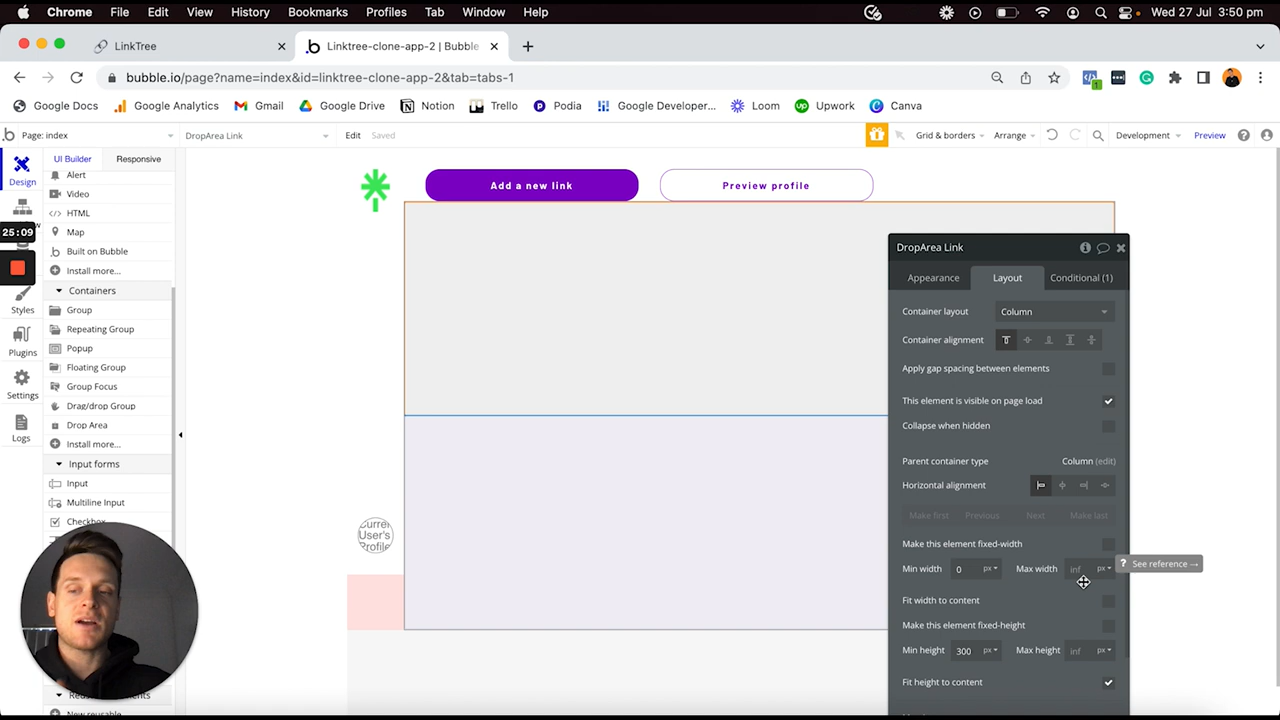 Chrome File Edit View History Bookmarks Profiles Tab Window Help Wed 27 Jul 3:50 pm
LinkTree Linktree-clone-app-2 | Bubble
bubble.io/page?name=index&id=linktree-clone-app-2&tab=tabs-1
Google Docs Google Analytics Gmail Google Drive Notion Trello Podia Google Developer... Loom Upwork Canva
Page: index DropArea Link Edit Saved Grid & borders Arrange Development Preview
UI Builder Responsive
Design
Alert
Video
HTML
Map
Built on Bubble
Install more...
25:09
Containers
Styles
Group
Repeating Group
Plugins
Popup
Floating Group
Group Focus
Settings
Drag/drop Group
Drop Area
Logs
Install more...
Input forms
Input
Multiline Input
Checkbox
Add a new link Preview profile
Curre
User's
Profile
DropArea Link
Appearance Layout Conditional (1)
Container layout Column
Container alignment
Apply gap spacing between elements
This element is visible on page load
Collapse when hidden
Parent container type Column (edit)
Horizontal alignment
Make first Previous Next Make last
Make this element fixed-width
Min width 0 px Max width inf px
? See reference →
Fit width to content
Make this element fixed-height
Min height 300 px Max height inf px
Fit height to content